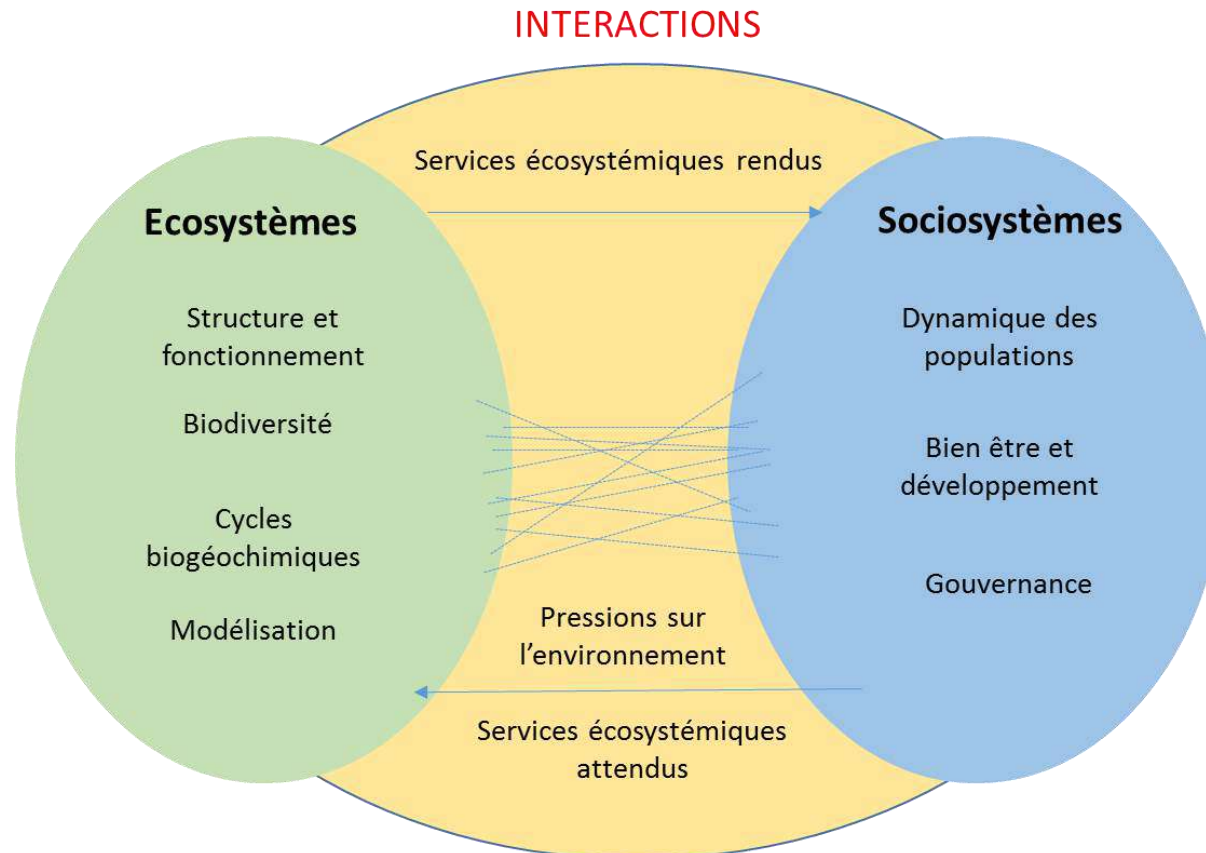 INTERACTIONS
Services écosystémiques rendus
Ecosystèmes
Structure et
fonctionnement
Biodiversité
Cycles
biogéochimiques
Modélisation
Sociosystèmes
Dynamique des
populations
Bien être et
développement
Gouvernance
Pressions sur
l’environnement
Services écosystémiques
attendus